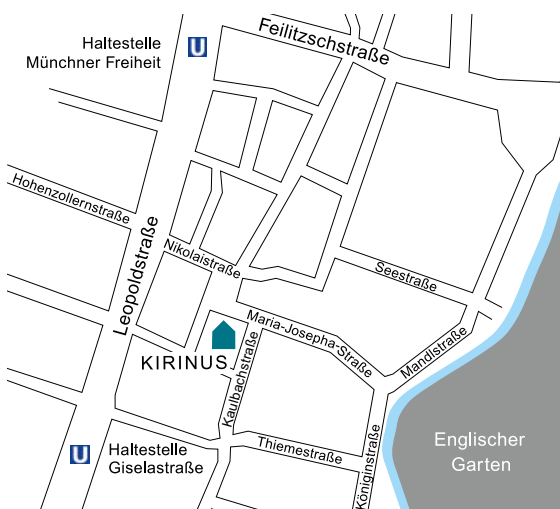 Feilitzschstraße
Haltestelle
Münchner Freiheit
U
Hohenzollernstraße
Leopoldstraße
Nikolaistraße
Seestraße
Maria-Josepha-Straße
Mandlstraße
KIRINUS
Kaulbachstraße
Thiemestraße
Königinstraße
Englischer
Garten
U
Haltestelle
Giselastraße